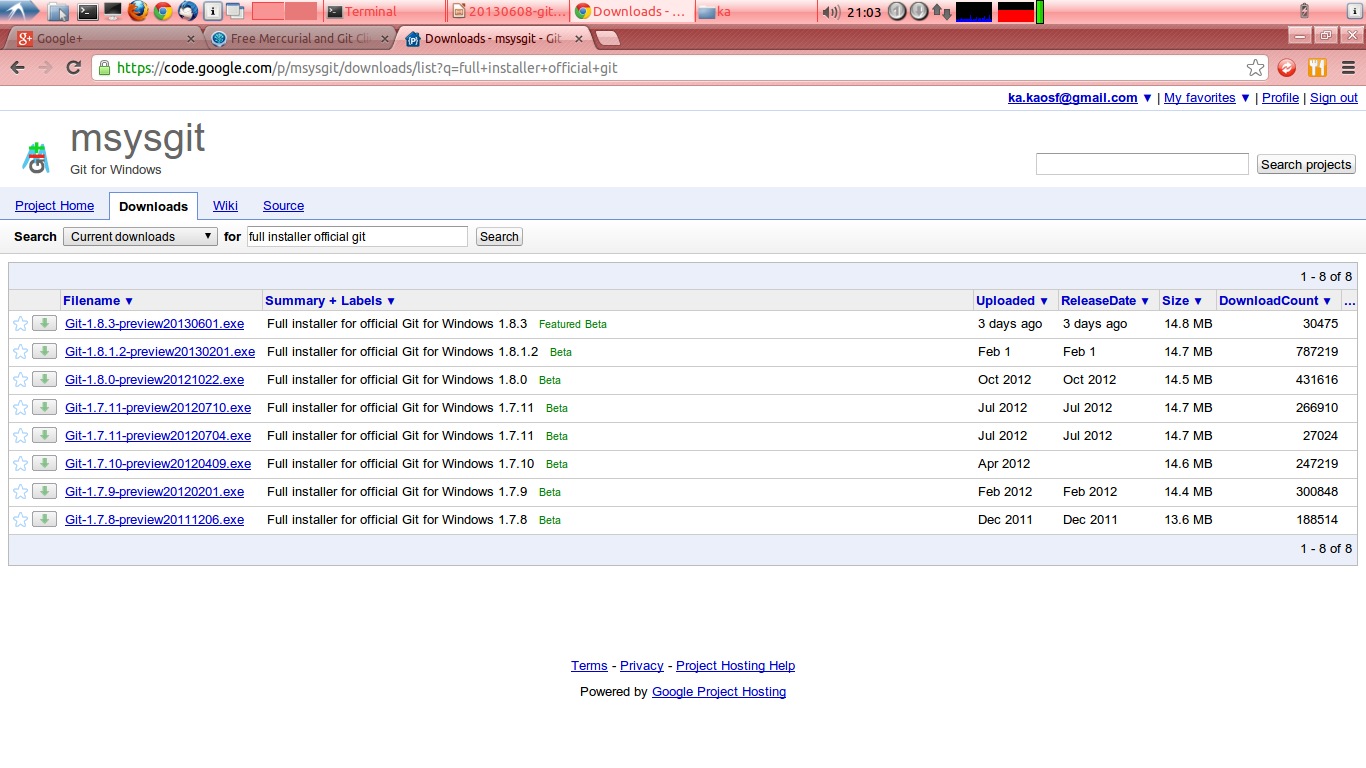 Terminal 20130608-git... Downloads - ... ka 21:03
Google+ Free Mercurial and Git Cli Downloads - msysgit - Git
https://code.google.com/p/msysgit/downloads/list?q=full+installer+official+git
ka.kaosf@gmail.com ▼ | My favorites ▼ | Profile | Sign out
msysgit
Git for Windows
Search projects
Project Home Downloads Wiki Source
Search Current downloads ▼ for full installer official git Search
1 - 8 of 8
Filename ▼ Summary + Labels ▼ Uploaded ▼ ReleaseDate ▼ Size ▼ DownloadCount ▼ ...
Git-1.8.3-preview20130601.exe Full installer for official Git for Windows 1.8.3 Featured Beta 3 days ago 3 days ago 14.8 MB 30475
Git-1.8.1.2-preview20130201.exe Full installer for official Git for Windows 1.8.1.2 Beta Feb 1 Feb 1 14.7 MB 787219
Git-1.8.0-preview20121022.exe Full installer for official Git for Windows 1.8.0 Beta Oct 2012 Oct 2012 14.5 MB 431616
Git-1.7.11-preview20120710.exe Full installer for official Git for Windows 1.7.11 Beta Jul 2012 Jul 2012 14.7 MB 266910
Git-1.7.11-preview20120704.exe Full installer for official Git for Windows 1.7.11 Beta Jul 2012 Jul 2012 14.7 MB 27024
Git-1.7.10-preview20120409.exe Full installer for official Git for Windows 1.7.10 Beta Apr 2012 14.6 MB 247219
Git-1.7.9-preview20120201.exe Full installer for official Git for Windows 1.7.9 Beta Feb 2012 Feb 2012 14.4 MB 300848
Git-1.7.8-preview20111206.exe Full installer for official Git for Windows 1.7.8 Beta Dec 2011 Dec 2011 13.6 MB 188514
1 - 8 of 8
Terms - Privacy - Project Hosting Help
Powered by Google Project Hosting